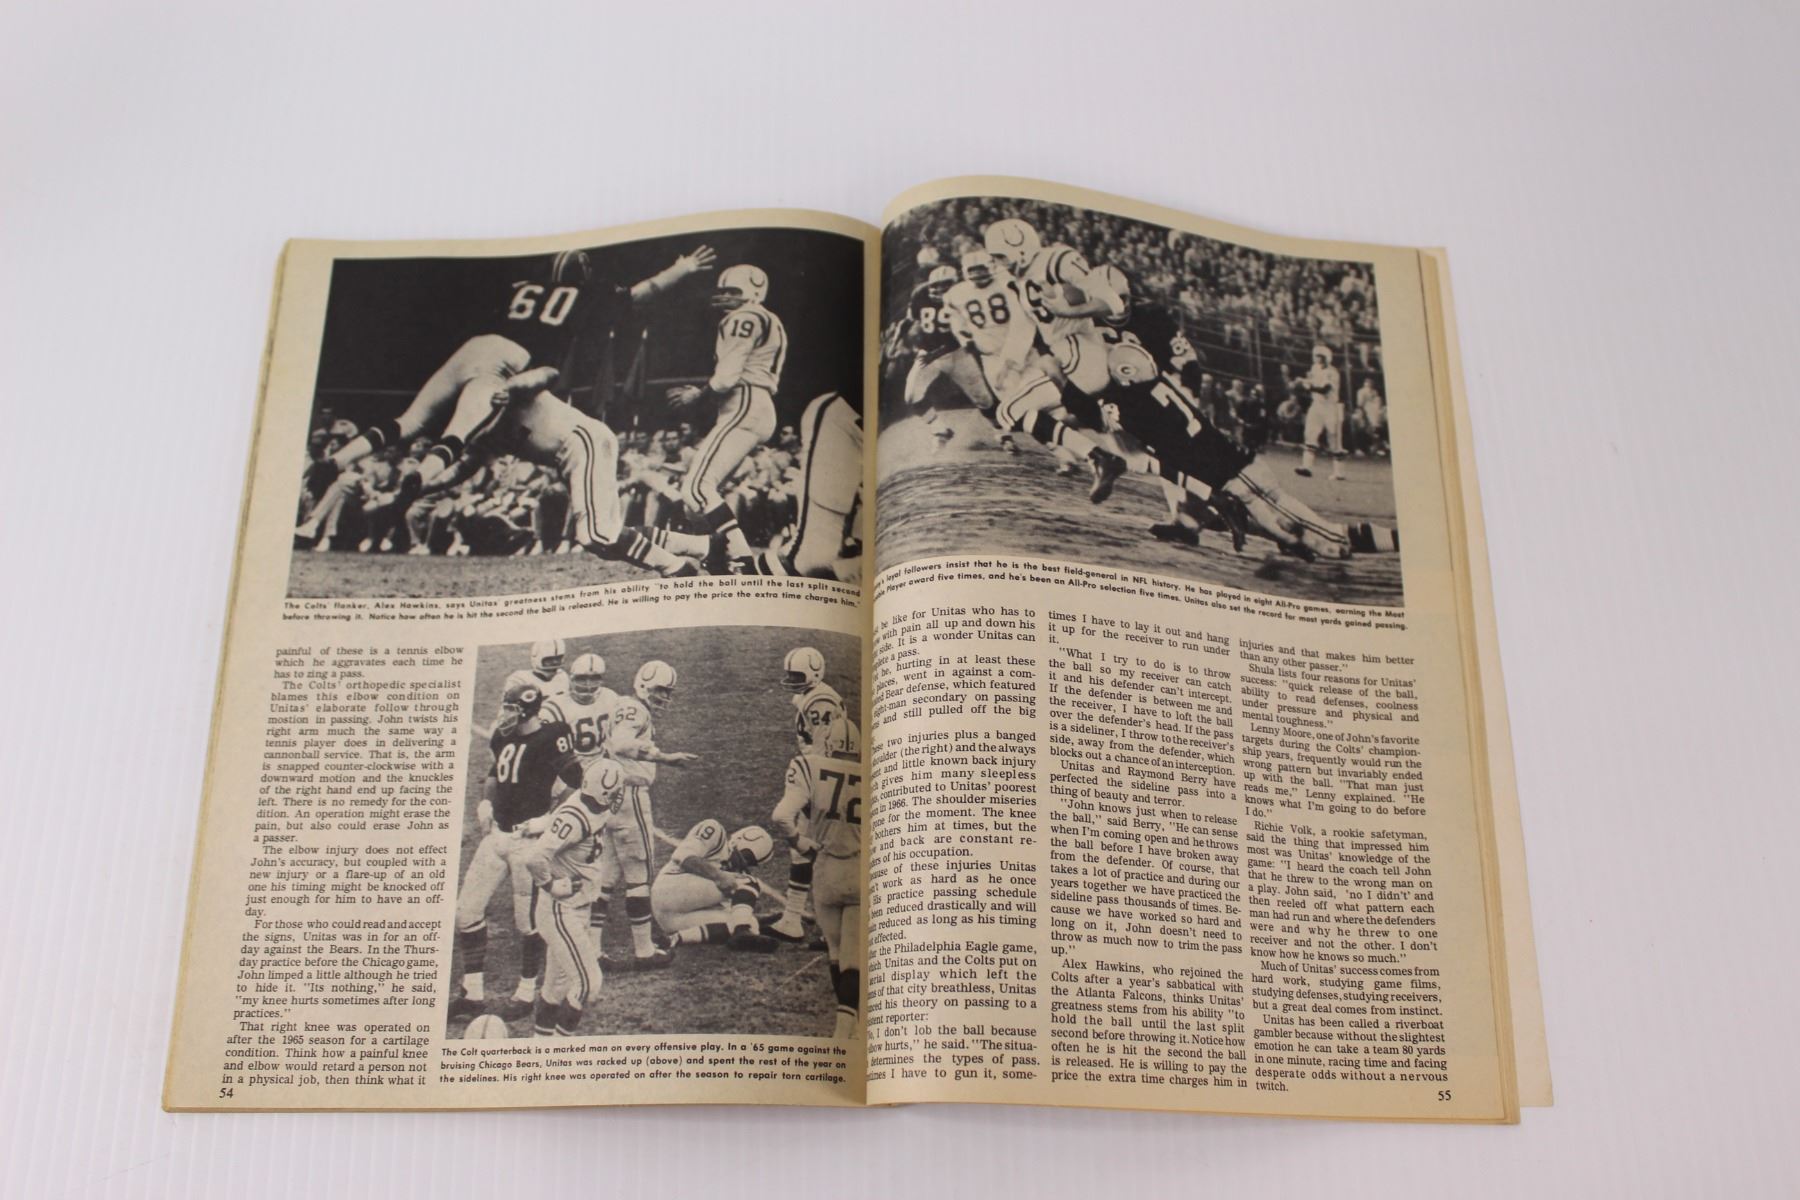 60
19
The Colts' flanker, Alex Hawkins, says Unitas' greatness stems from his ability "to hold the ball until the last split second
before throwing it. Notice how often he is hit the second the ball is released. He is willing to pay the price the extra time charges him."
painful of these is a tennis elbow
which he aggravates each time he
has to zing a pass.
The Colts' orthopedic specialist
blames this elbow condition on
Unitas' elaborate follow through
mostion in passing. John twists his
right arm much the same way a
tennis player does in delivering a
cannonball service. That is, the arm
is snapped counter-clockwise with a
downward motion and the knuckles
of the right hand end up facing the
left. There is no remedy for the con-
dition. An operation might erase the
pain, but also could erase John as
a passer.
The elbow injury does not effect
John's accuracy, but coupled with a
new injury or a flare-up of an old
one his timing might be knocked off
just enough for him to have an off-
day.
For those who could read and accept
the signs, Unitas was in for an off-
day against the Bears. In the Thurs-
day practice before the Chicago game,
John limped a little although he tried
to hide it. "Its nothing," he said,
"my knee hurts sometimes after long
practices."
That right knee was operated on
after the 1965 season for a cartilage
condition. Think how a painful knee
and elbow would retard a person not
in a physical job, then think what it
54
81
81
60
62
60
19
24
72
The Colt quarterback is a marked man on every offensive play. In a '65 game against the
bruising Chicago Bears, Unitas was racked up (above) and spent the rest of the year on
the sidelines. His right knee was operated on after the season to repair torn cartilage.
89
88
loyal followers insist that he is the best field-general in NFL history. He has played in eight All-Pro games, earning the Most
Player award five times, and he's been an All-Pro selection five times. Unitas also set the record for most yards gained passing.
be like for Unitas who has to
with pain all up and down his
side. It is a wonder Unitas can
a pass.
he, hurting in at least these
places, went in against a com-
Bear defense, which featured
secondary on passing
and still pulled off the big
two injuries plus a banged
(the right) and the always
and little known back injury
gives him many sleepless
contributed to Unitas' poorest
in 1966. The shoulder miseries
for the moment. The knee
bothers him at times, but the
and back are constant re-
of his occupation.
of these injuries Unitas
work as hard as he once
His practice passing schedule
been reduced drastically and will
reduced as long as his timing
effected.
the Philadelphia Eagle game,
Unitas and the Colts put on
display which left the
of that city breathless, Unitas
his theory on passing to a
reporter:
I don't lob the ball because
hurts," he said. "The situa-
determines the types of pass.
I have to gun it, some-
times I have to lay it out and hang
it up for the receiver to run under
it.
"What I try to do is to throw
the ball so my receiver can catch
it and his defender can't intercept.
If the defender is between me and
the receiver, I have to loft the ball
over the defender's head. If the pass
is a sideliner, I throw to the receiver's
side, away from the defender, which
blocks out a chance of an interception.
Unitas and Raymond Berry have
perfected the sideline pass into a
thing of beauty and terror.
"John knows just when to release
the ball," said Berry, "He can sense
when I'm coming open and he throws
the ball before I have broken away
from the defender. Of course, that
takes a lot of practice and during our
years together we have practiced the
sideline pass thousands of times. Be-
cause we have worked so hard and
long on it, John doesn't need to
throw as much now to trim the pass
up."
Alex Hawkins, who rejoined the
Colts after a year's sabbatical with
the Atlanta Falcons, thinks Unitas'
greatness stems from his ability "to
hold the ball until the last split
second before throwing it. Notice how
often he is hit the second the ball
is released. He is willing to pay the
price the extra time charges him in
injuries and that makes him better
than any other passer."
Shula lists four reasons for Unitas'
success: "quick release of the ball,
ability to read defenses, coolness
under pressure and physical and
mental toughness."
Lenny Moore, one of John's favorite
targets during the Colts' champion-
ship years, frequently would run the
wrong pattern but invariably ended
up with the ball. "That man just
reads me," Lenny explained. "He
knows what I'm going to do before
I do."
Richie Volk, a rookie safetyman,
said the thing that impressed him
most was Unitas' knowledge of the
game: "I heard the coach tell John
that he threw to the wrong man on
a play. John said, 'no I didn't' and
then reeled off what pattern each
man had run and where the defenders
were and why he threw to one
receiver and not the other. I don't
know how he knows so much."
Much of Unitas' success comes from
hard work, studying game films,
studying defenses, studying receivers,
but a great deal comes from instinct.
Unitas has been called a riverboat
gambler because without the slightest
emotion he can take a team 80 yards
in one minute, racing time and facing
desperate odds without a nervous
twitch.
55